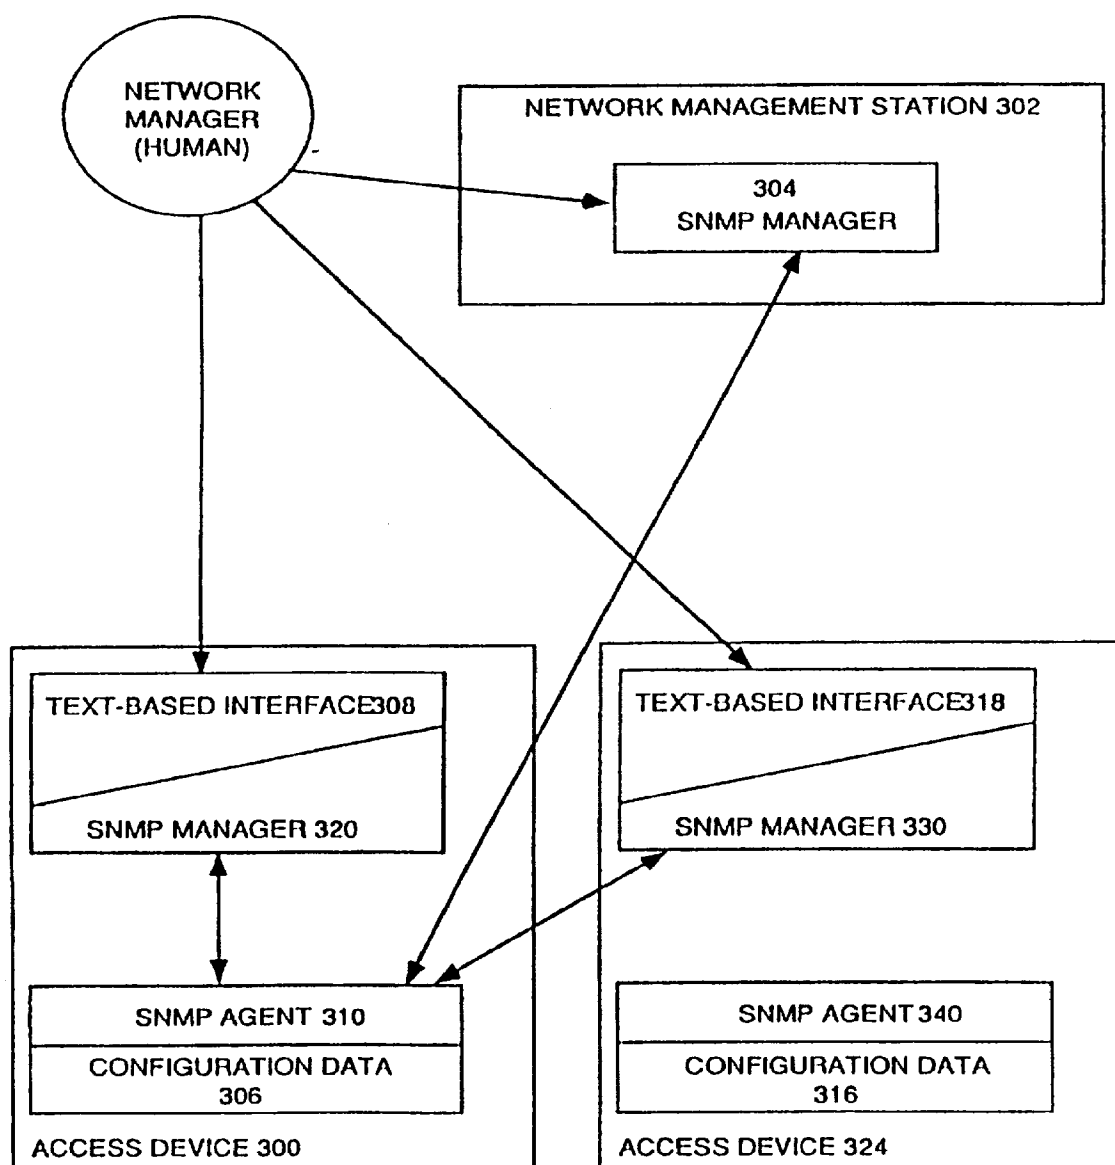 NETWORK
MANAGER
(HUMAN)
NETWORK MANAGEMENT STATION 302
304
SNMP MANAGER
TEXT-BASED INTERFACE308
SNMP MANAGER 320
SNMP AGENT 310
CONFIGURATION DATA
306
ACCESS DEVICE 300
TEXT-BASED INTERFACE318
SNMP MANAGER 330
SNMP AGENT 340
CONFIGURATION DATA
316
ACCESS DEVICE 324